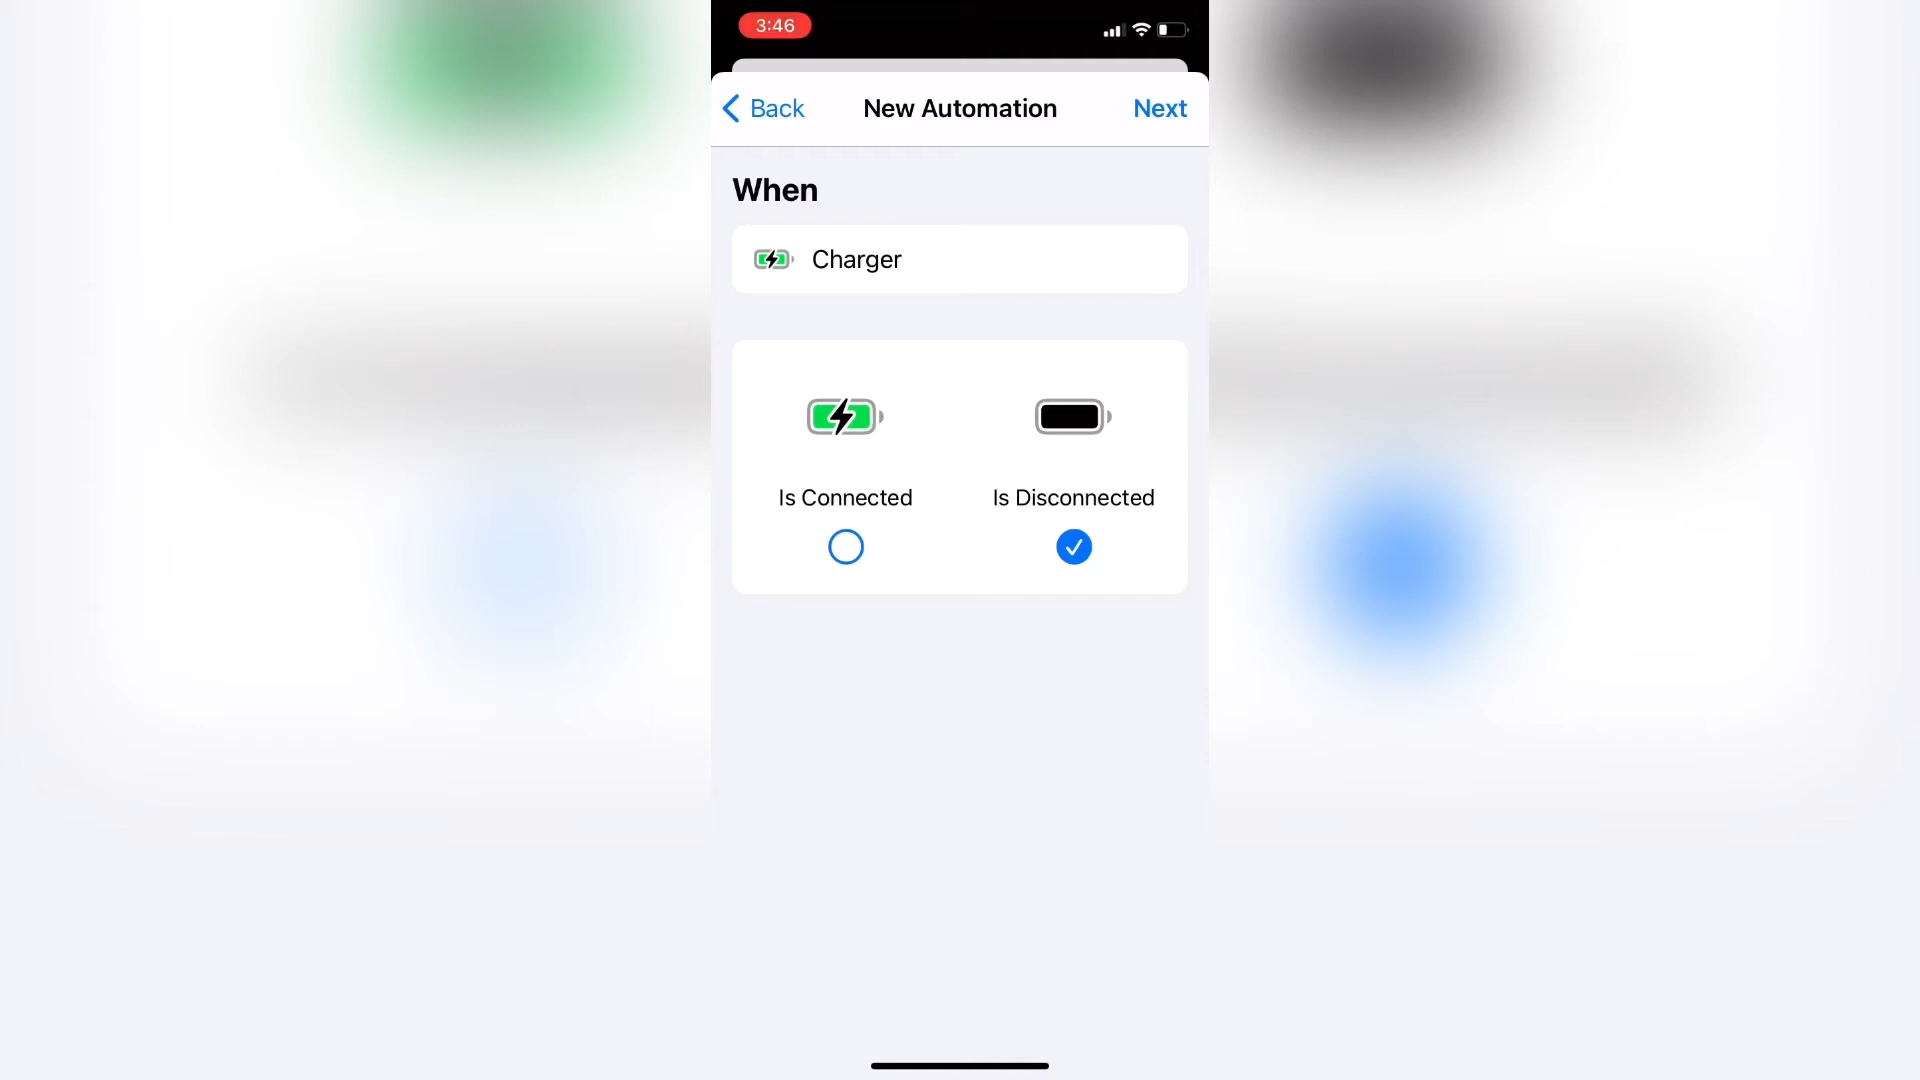 3:46
Back New Automation Next
When
Charger
Is Connected Is Disconnected